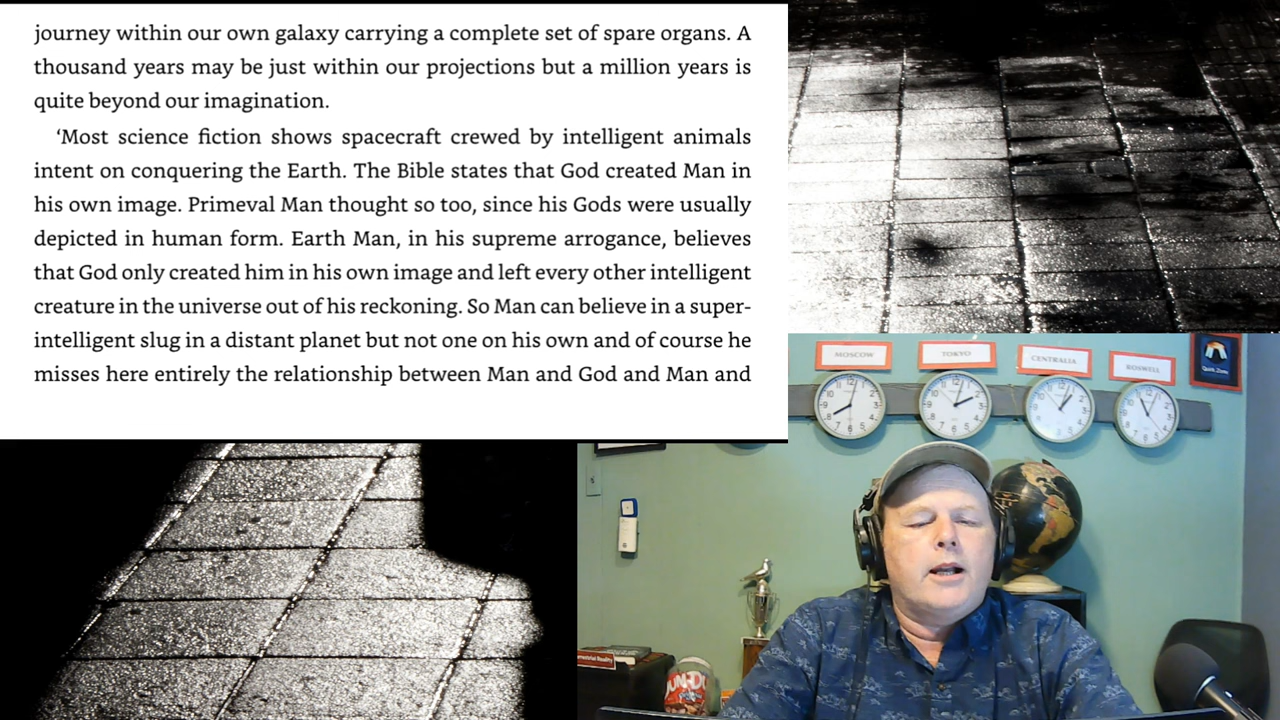 journey within our own galaxy carrying a complete set of spare organs. A
thousand years may be just within our projections but a million years is
quite beyond our imagination.
‘Most science fiction shows spacecraft crewed by intelligent animals
intent on conquering the Earth. The Bible states that God created Man in
his own image. Primeval Man thought so too, since his Gods were usually
depicted in human form. Earth Man, in his supreme arrogance, believes
that God only created him in his own image and left every other intelligent
creature in the universe out of his reckoning. So Man can believe in a super-
intelligent slug in a distant planet but not one on his own and of course he
misses here entirely the relationship between Man and God and Man and
MOSCOW
TOKYO
CENTRALIA
ROSWELL